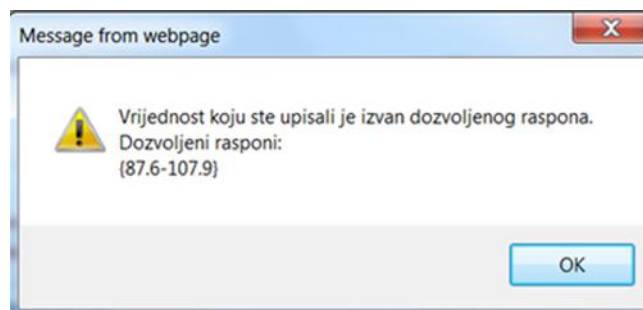 Message from webpage
Vrijednost koju ste upisali je izvan dozvoljenog raspona.
Dozvoljeni rasponi:
{87.6-107.9}
OK